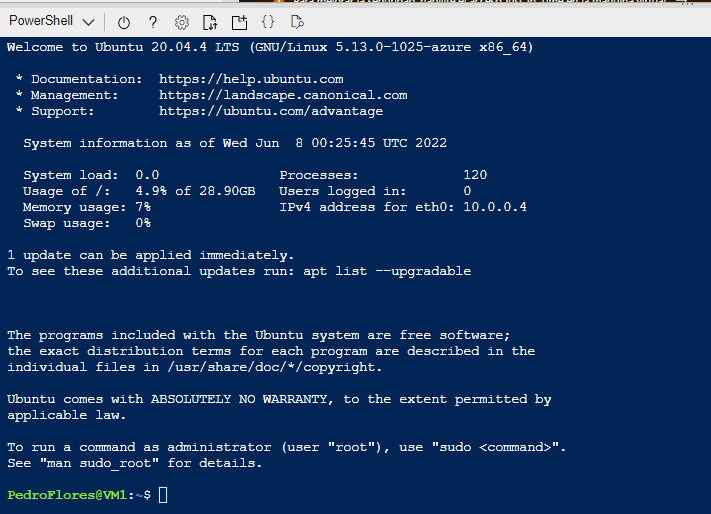 PowerShell
Welcome to Ubuntu 20.04.4 LTS (GNU/Linux 5.13.0-1025-azure x86_64)
* Documentation: https://help.ubuntu.com
* Management: https://landscape.canonical.com
* Support: https://ubuntu.com/advantage
System information as of Wed Jun 8 00:25:45 UTC 2022
System load: 0.0 Processes: 120
Usage of /: 4.9% of 28.90GB Users logged in: 0
Memory usage: 7% IPv4 address for eth0: 10.0.0.4
Swap usage: 0%
1 update can be applied immediately.
To see these additional updates run: apt list --upgradable
The programs included with the Ubuntu system are free software;
the exact distribution terms for each program are described in the
individual files in /usr/share/doc/*/copyright.
Ubuntu comes with ABSOLUTELY NO WARRANTY, to the extent permitted by
applicable law.
To run a command as administrator (user "root"), use "sudo <command>".
See "man sudo_root" for details.
PedroFlores@VM1:~$